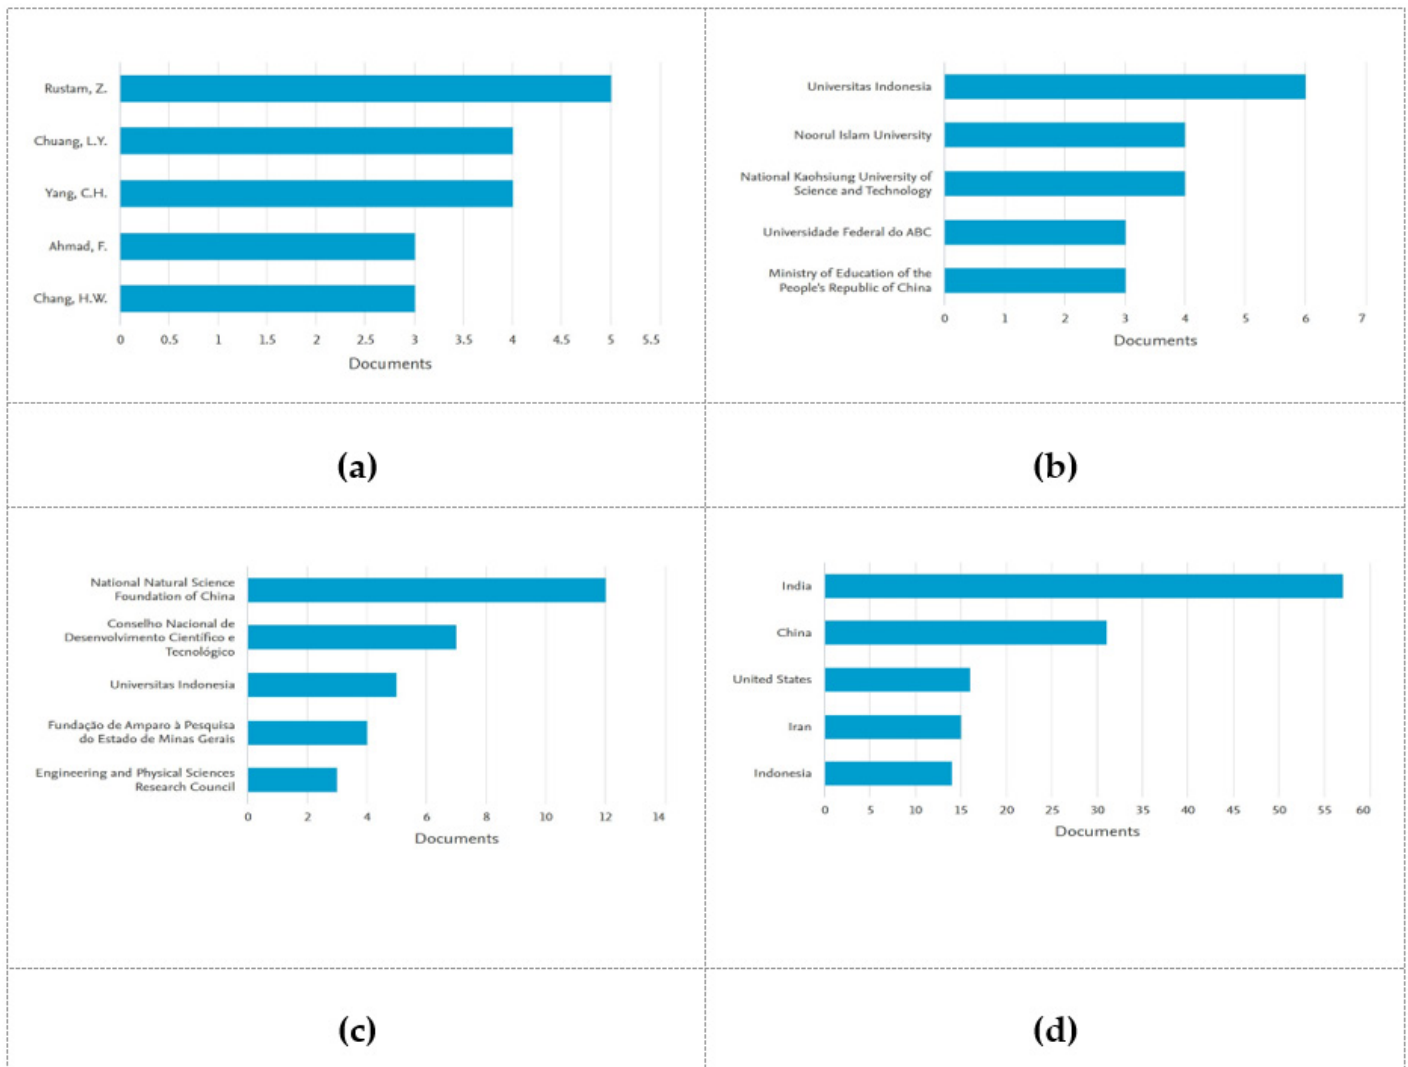 Rustam, Z.
Chuang, L.Y.
Yang, C.H.
Ahmad, F.
Chang, H.W.
0 0.5 1 1.5 2 2.5 3 3.5 4 4.5 5 5.5
Documents
Universitas Indonesia
Noorul Islam University
National Kaohsiung University of
Science and Technology
Universidade Federal do ABC
Ministry of Education of the
People's Republic of China
0 1 2 3 4 5 6 7
Documents
(a)
(b)
National Natural Science
Foundation of China
Conselho Nacional de
Desenvolvimento Científico e
Tecnológico
Universitas Indonesia
Fundação de Amparo à Pesquisa
do Estado de Minas Gerais
Engineering and Physical Sciences
Research Council
0 2 4 6 8 10 12 14
Documents
India
China
United States
Iran
Indonesia
0 5 10 15 20 25 30 35 40 45 50 55 60
Documents
(c)
(d)